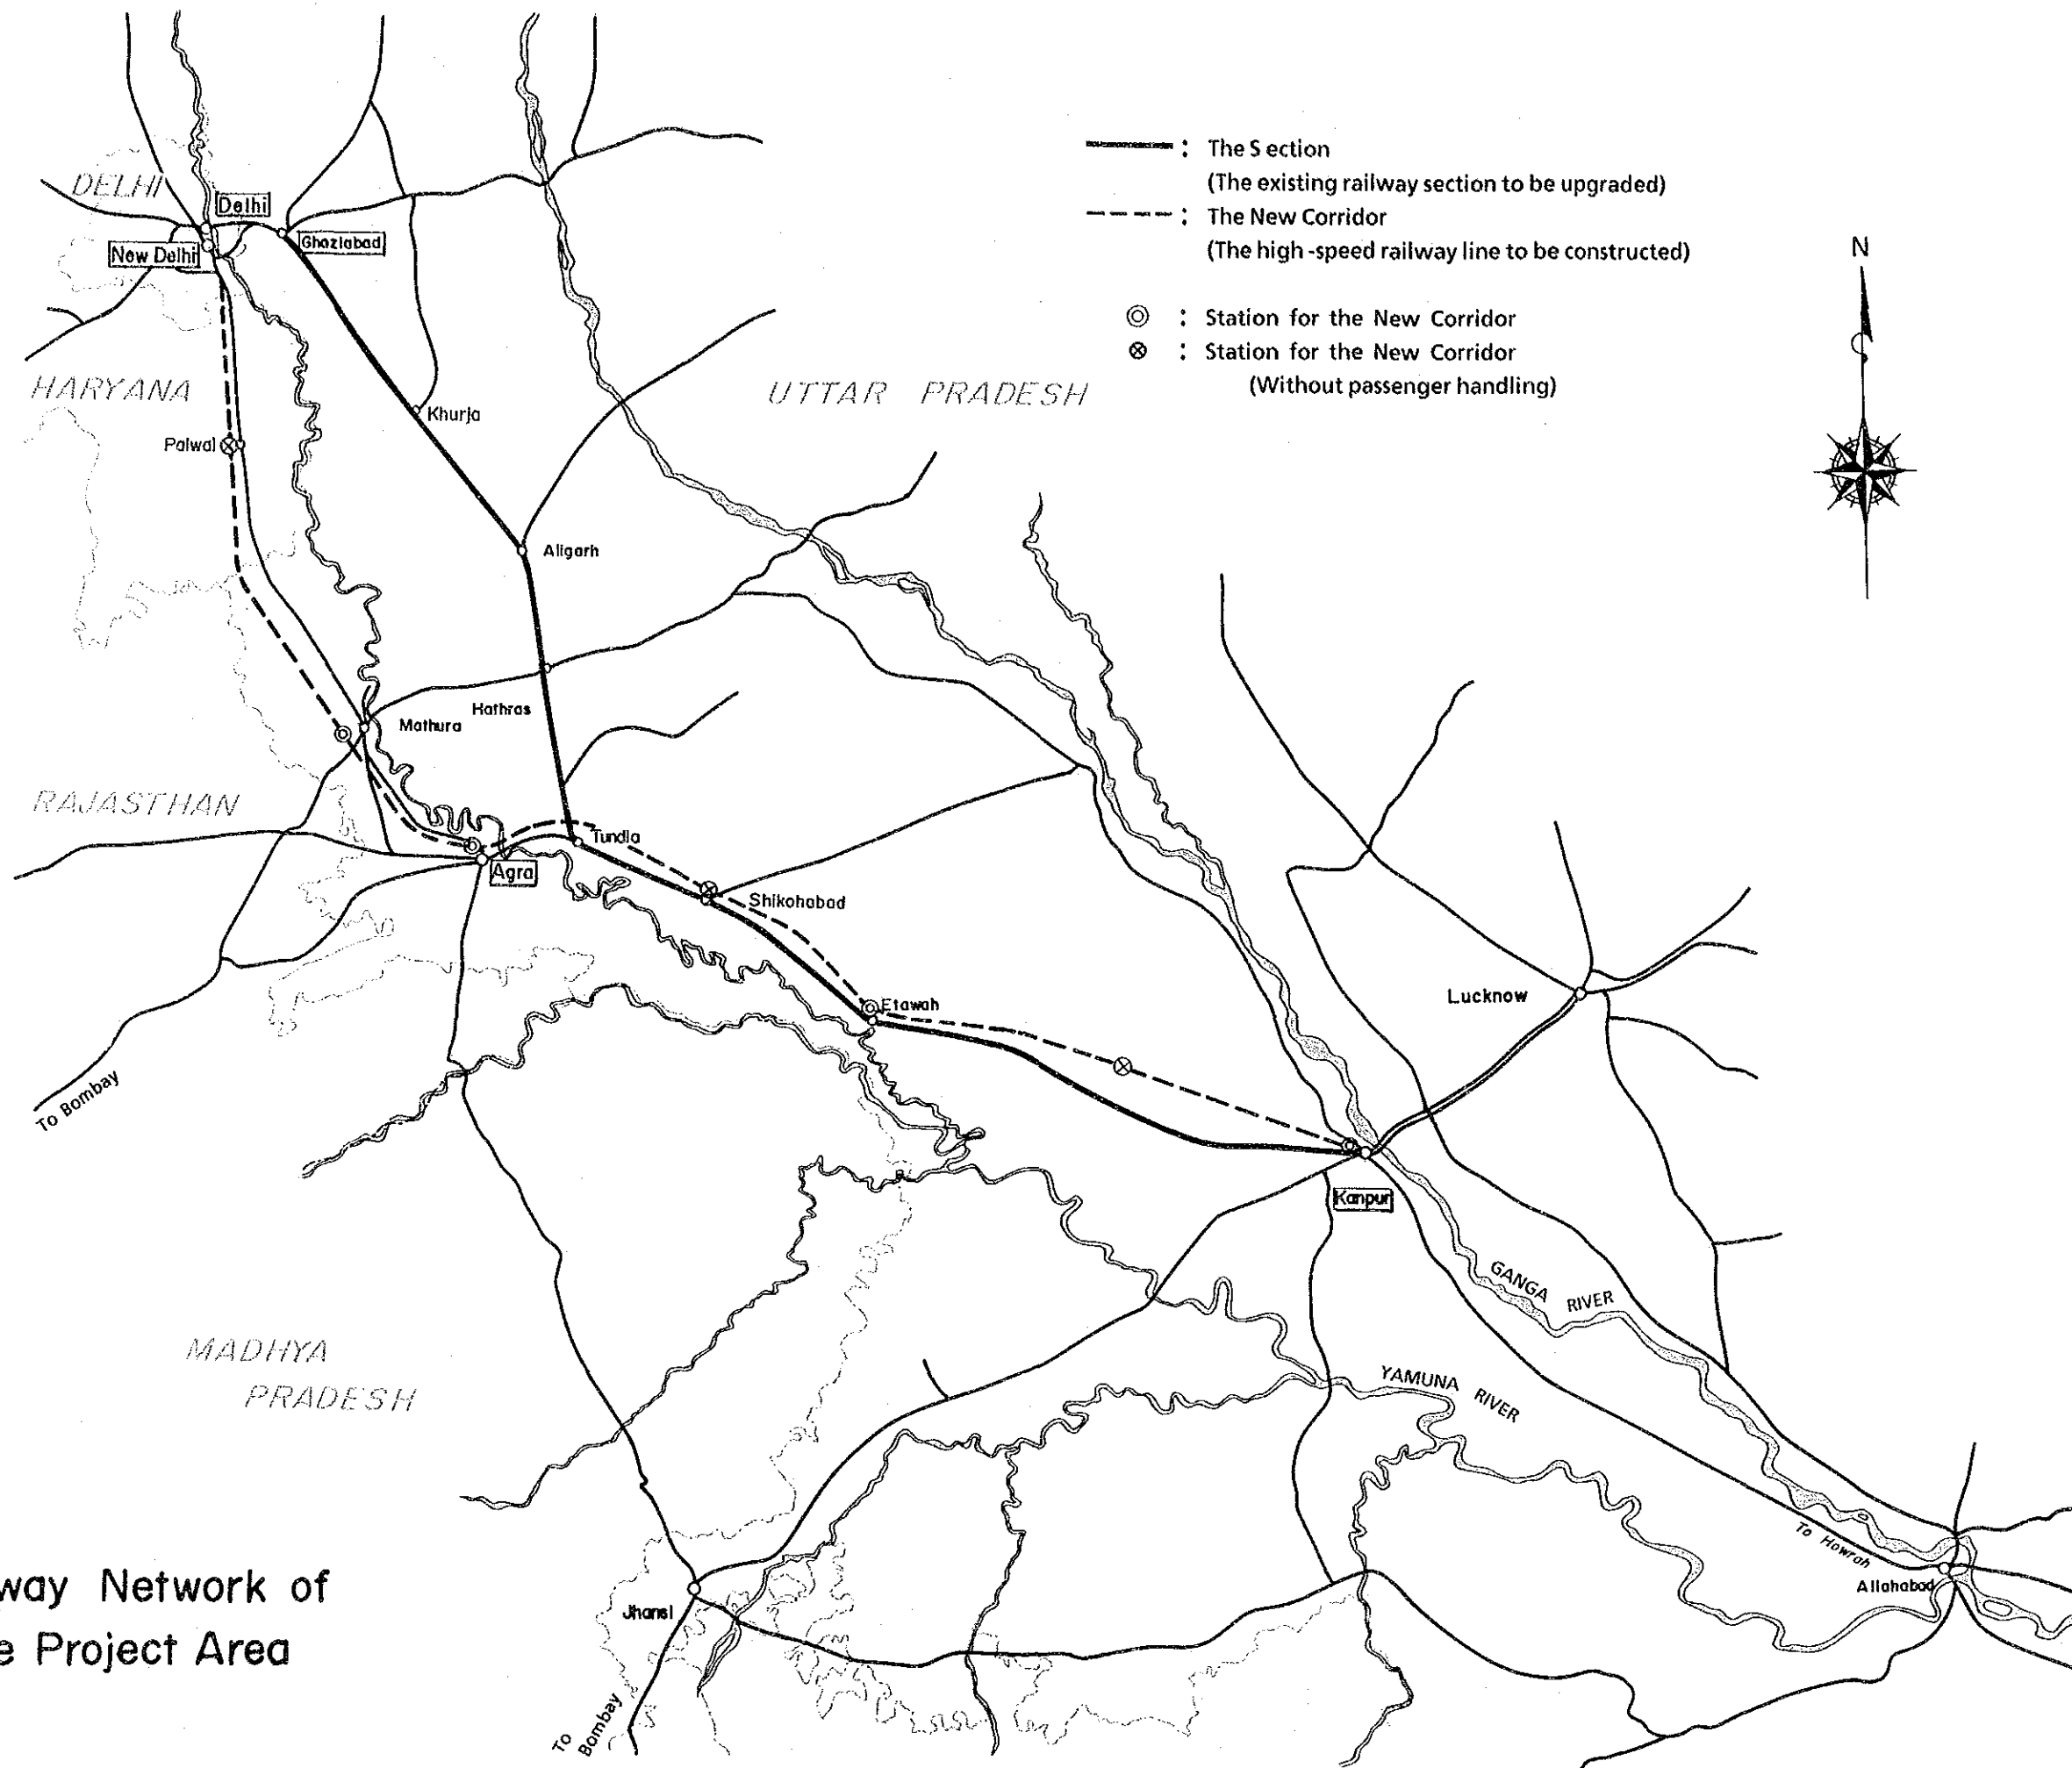 The Section
(The existing railway section to be upgraded)
The New Corridor
(The high-speed railway line to be constructed)
: Station for the New Corridor
: Station for the New Corridor
(Without passenger handling)
N
DELHI
Delhi
New Delhi
Ghaziabad
HARYANA
UTTAR PRADESH
Khurja
Palwal
Aligarh
Hathras
Mathura
RAJASTHAN
Tundla
Agra
Shikohabad
Etawah
Lucknow
To Bombay
Kanpur
GANGA RIVER
MADHYA
PRADESH
YAMUNA RIVER
To Howrah
Allahabad
Jhansi
To Bombay
way Network of
e Project Area